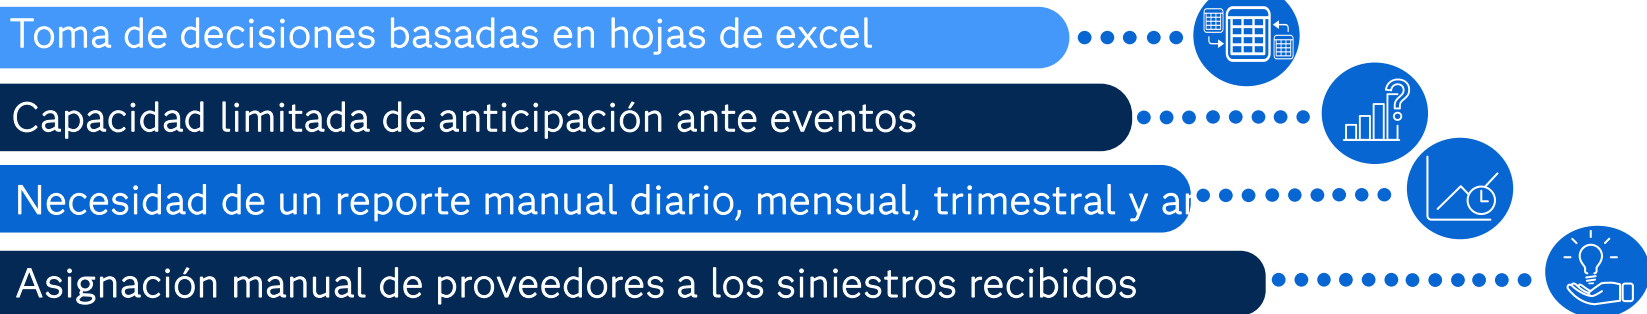 Toma de decisiones basadas en hojas de excel
Capacidad limitada de anticipación ante eventos
?
Necesidad de un reporte manual diario, mensual, trimestral y
Asignación manual de proveedores a los siniestros recibidos